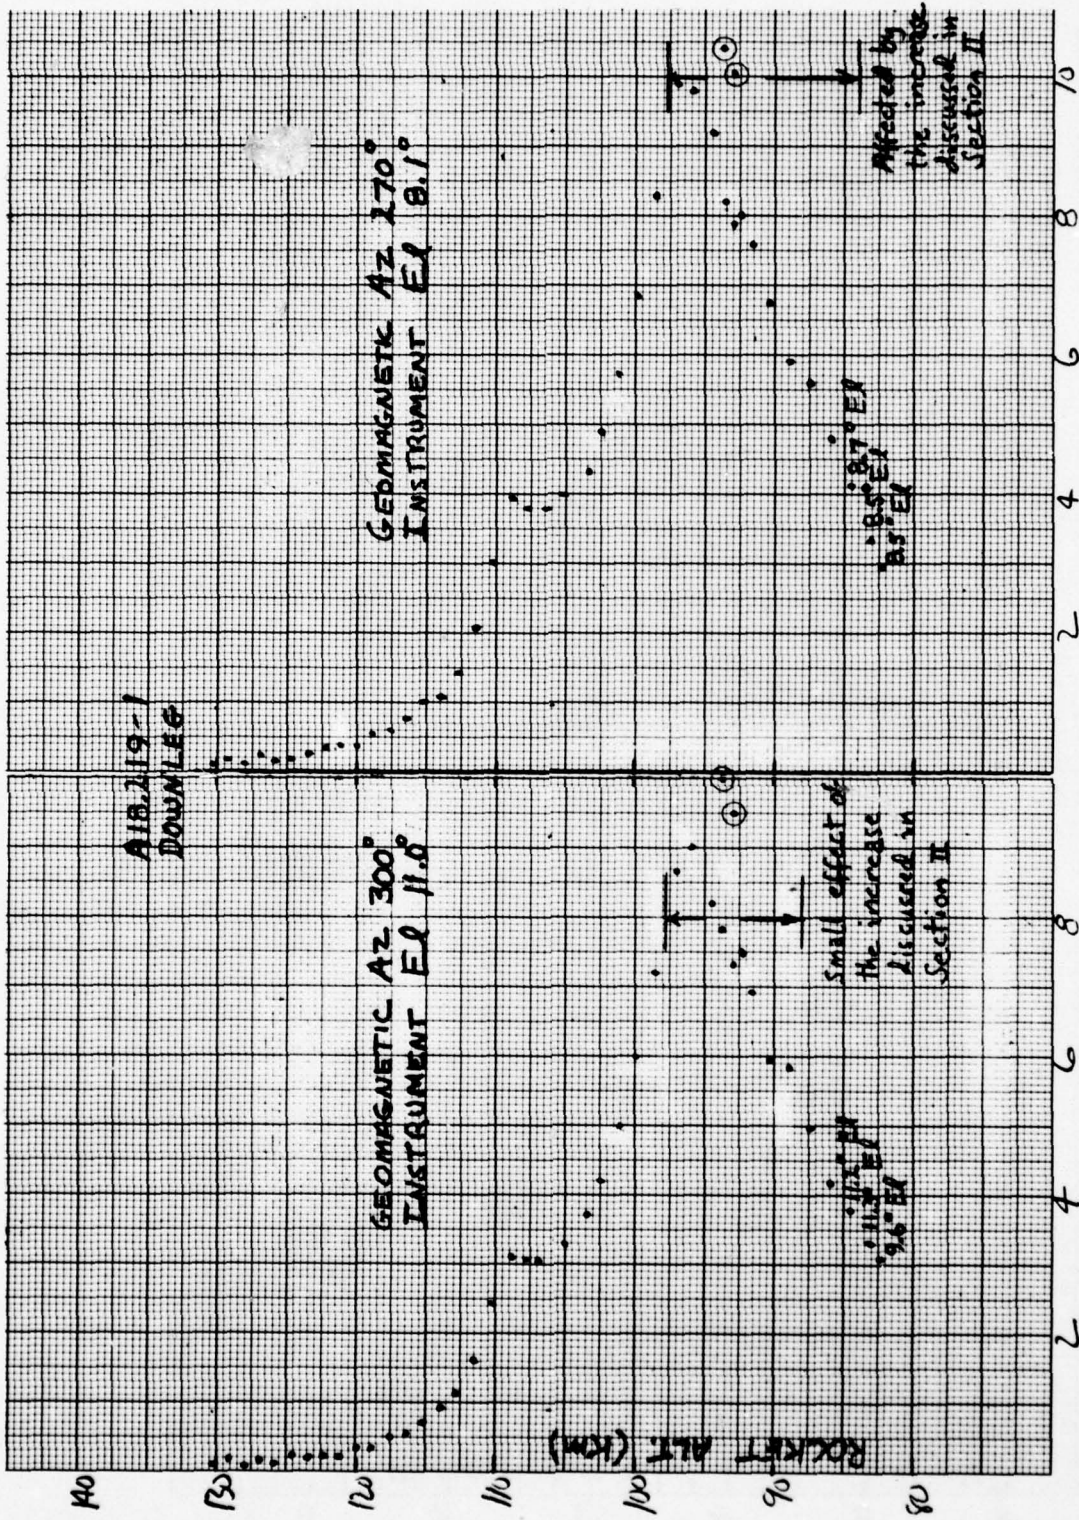 A18.219-1
DOWNLEG
GEOMAGNETIC AZ 300°
INSTRUMENT El 11.0°
GEOMAGNETIC AZ 270°
INSTRUMENT El 8.1°
ROCKET ALT. (KM)
140
130
120
110
100
90
80
2
4
6
8
2
4
6
8
10
11.2° El
11.3° El
9.6° El
Small effect of
the increase
discussed in
Section II
8.7° El
8.5° El
8.5° El
Affected by
the increase
discussed in
Section II